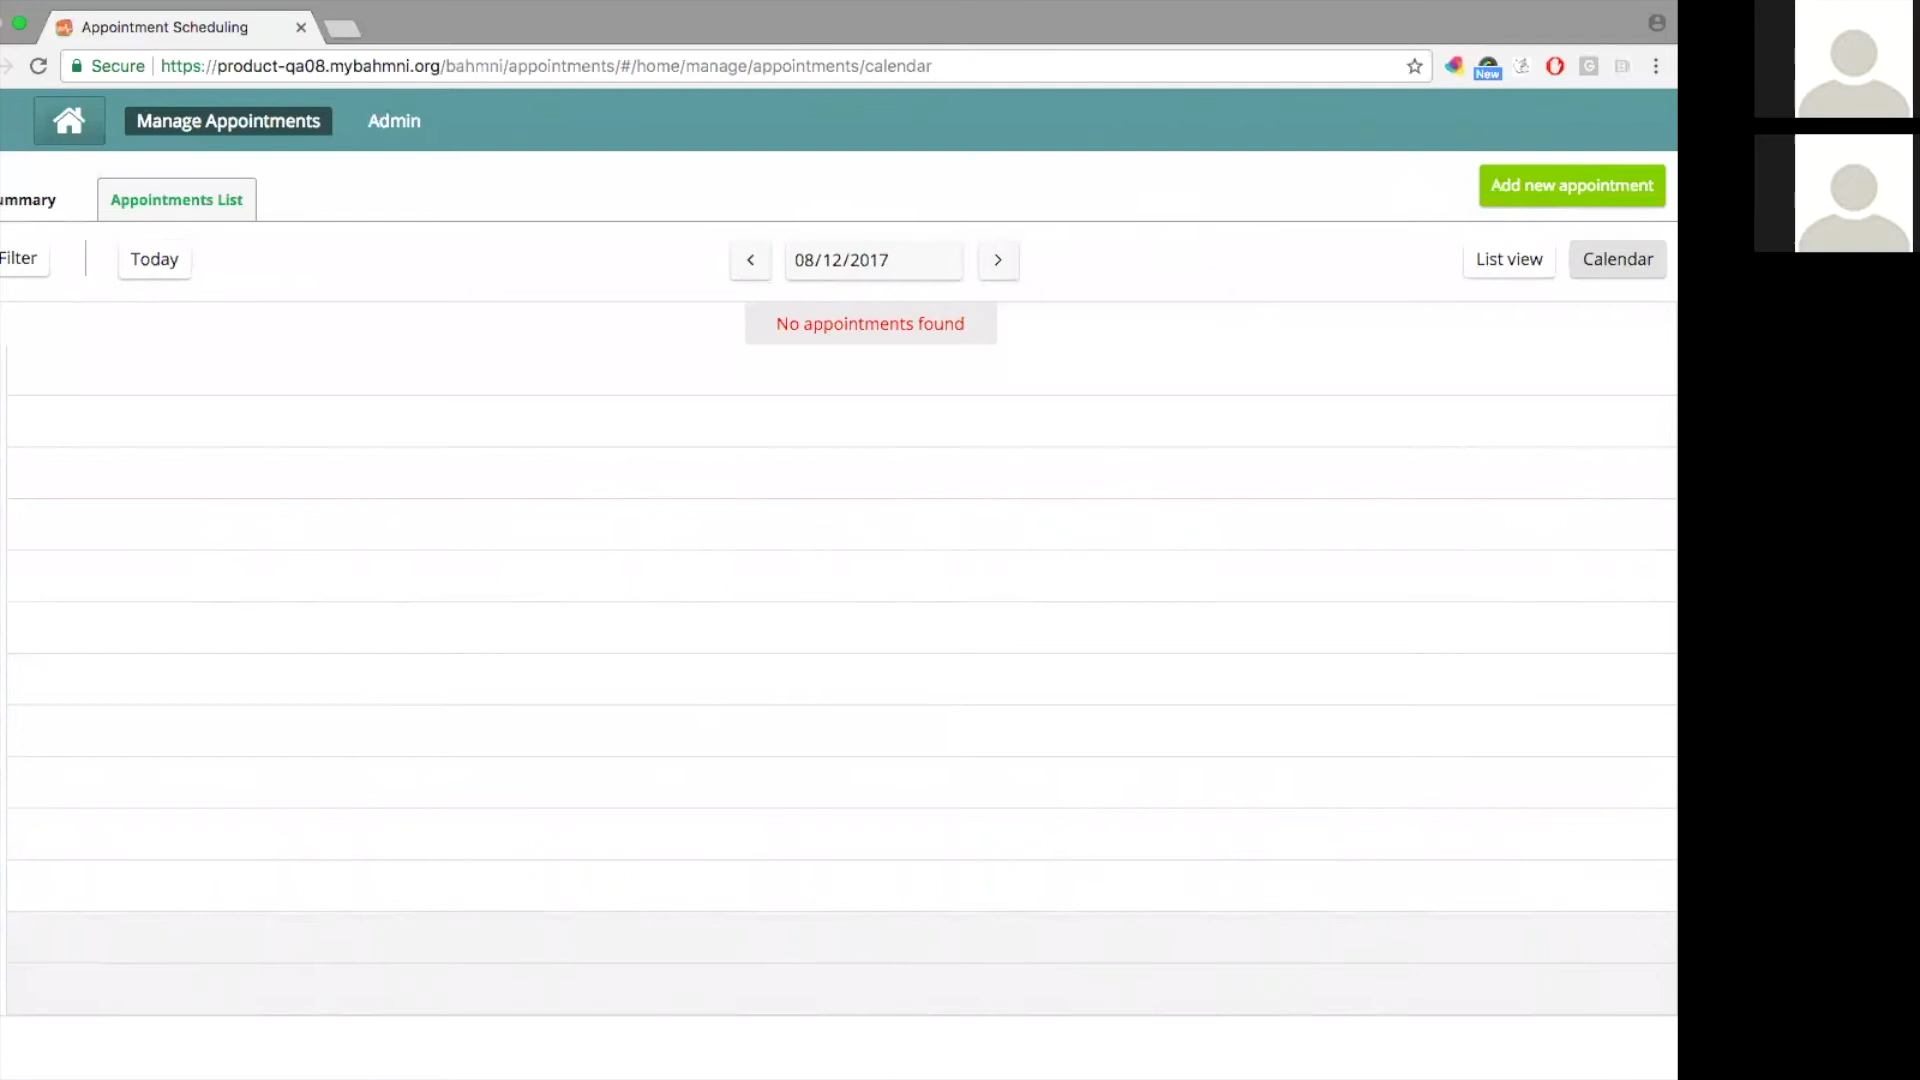 Appointment Scheduling
Secure https://product-qa08.mybahmni.org/bahmni/appointments/#/home/manage/appointments/calendar
New
Manage Appointments Admin
ummary Appointments List Add new appointment
Filter Today < 08/12/2017 > List view Calendar
No appointments found